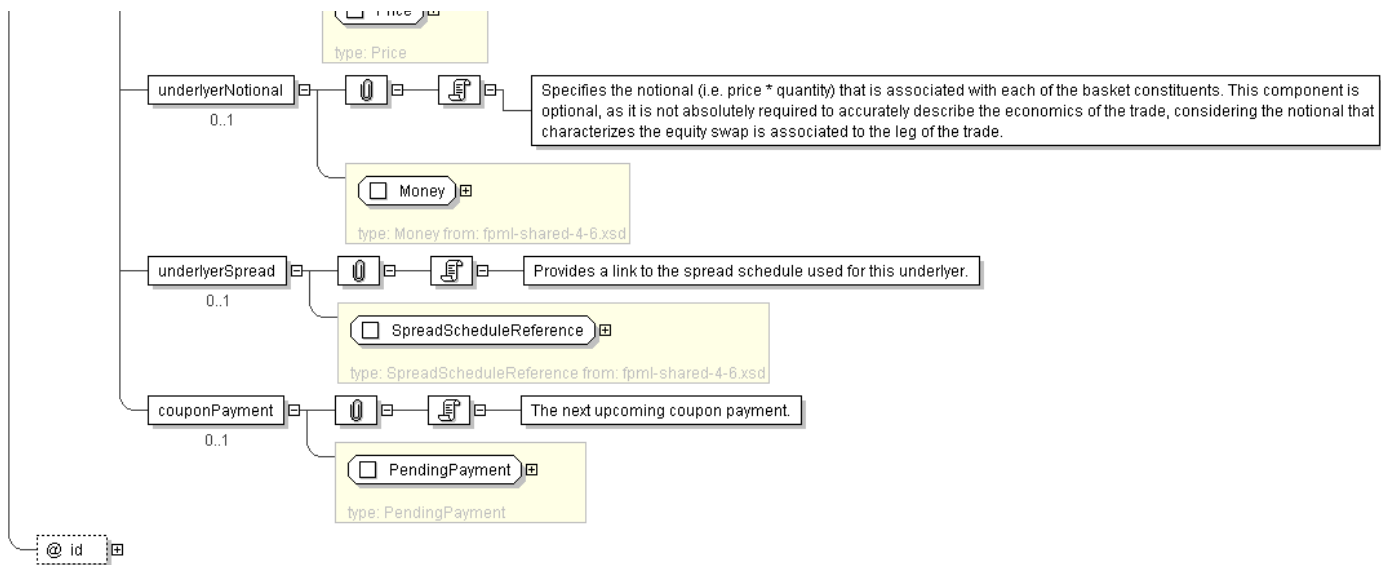 Price
type: Price
underlyerNotional
0..1
Specifies the notional (i.e. price * quantity) that is associated with each of the basket constituents. This component is
optional, as it is not absolutely required to accurately describe the economics of the trade, considering the notional that
characterizes the equity swap is associated to the leg of the trade.
Money
type: Money from: fpml-shared-4-6.xsd
underlyerSpread
0..1
Provides a link to the spread schedule used for this underlyer.
SpreadScheduleReference
type: SpreadScheduleReference from: fpml-shared-4-6.xsd
couponPayment
0..1
The next upcoming coupon payment.
PendingPayment
type: PendingPayment
@ id